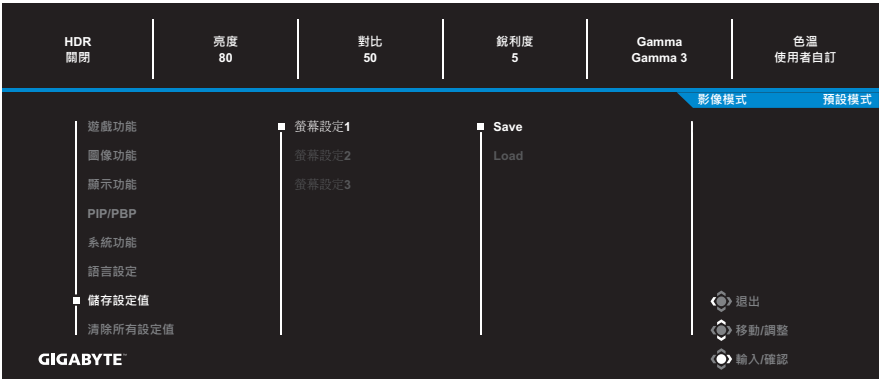 HDR
關閉
亮度
80
對比
50
銳利度
5
Gamma
Gamma 3
色溫
使用者自訂
影像模式 預設模式
遊戲功能
圖像功能
顯示功能
PIP/PBP
系統功能
語言設定
儲存設定值
清除所有設定值
螢幕設定1
螢幕設定2
螢幕設定3
Save
Load
退出
移動/調整
輸入/確認
GIGABYTE™